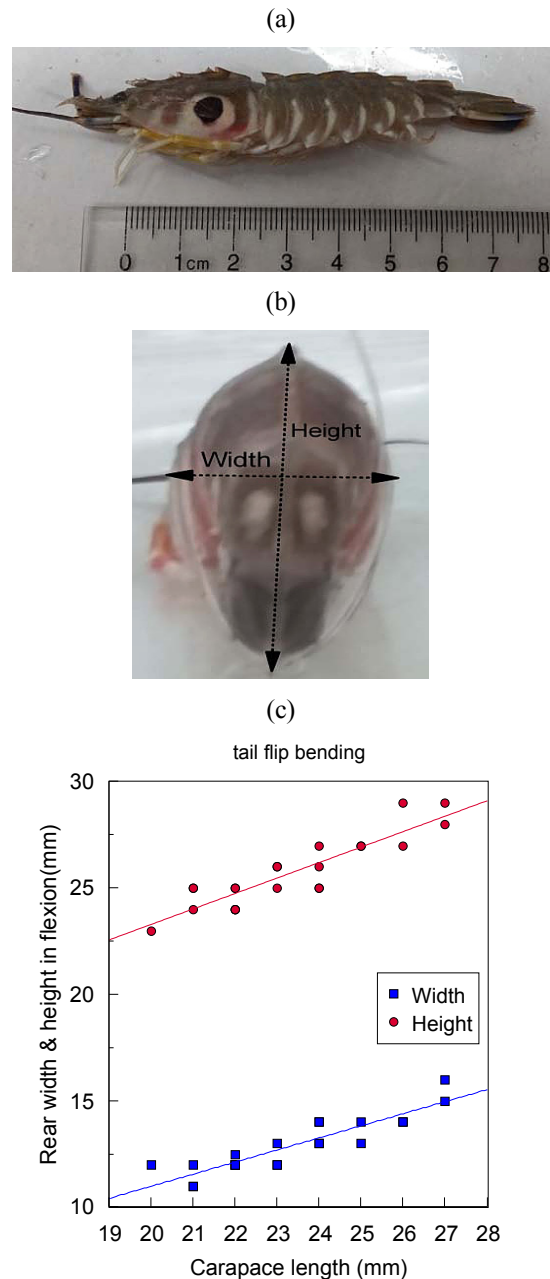 (a)
0 1 cm 2 3 4 5 6 7 8
(b)
Height
Width
(c)
tail flip bending
30
25
20
15
10
Rear width & height in flexion(mm)
Width
Height
19 20 21 22 23 24 25 26 27 28
Carapace length (mm)